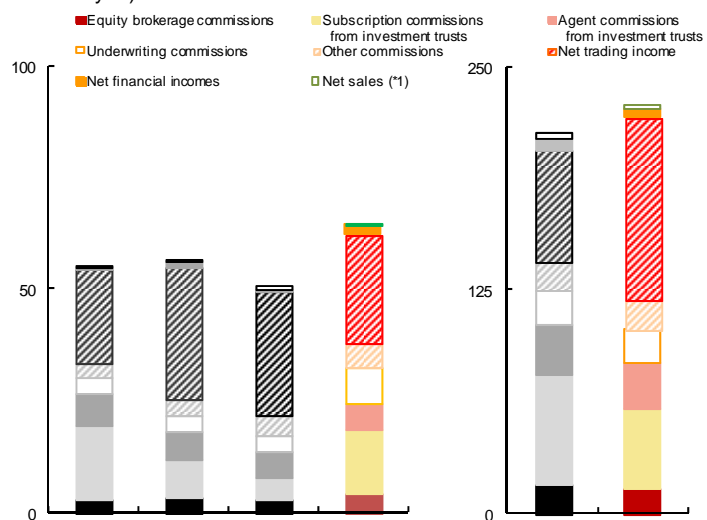 Equity brokerage commissions
Subscription commissions
from investment trusts
Agent commissions
from investment trusts
Underwriting commissions
Other commissions
Net trading income
Net financial incomes
Net sales (*1)
100
50
0
250
125
0